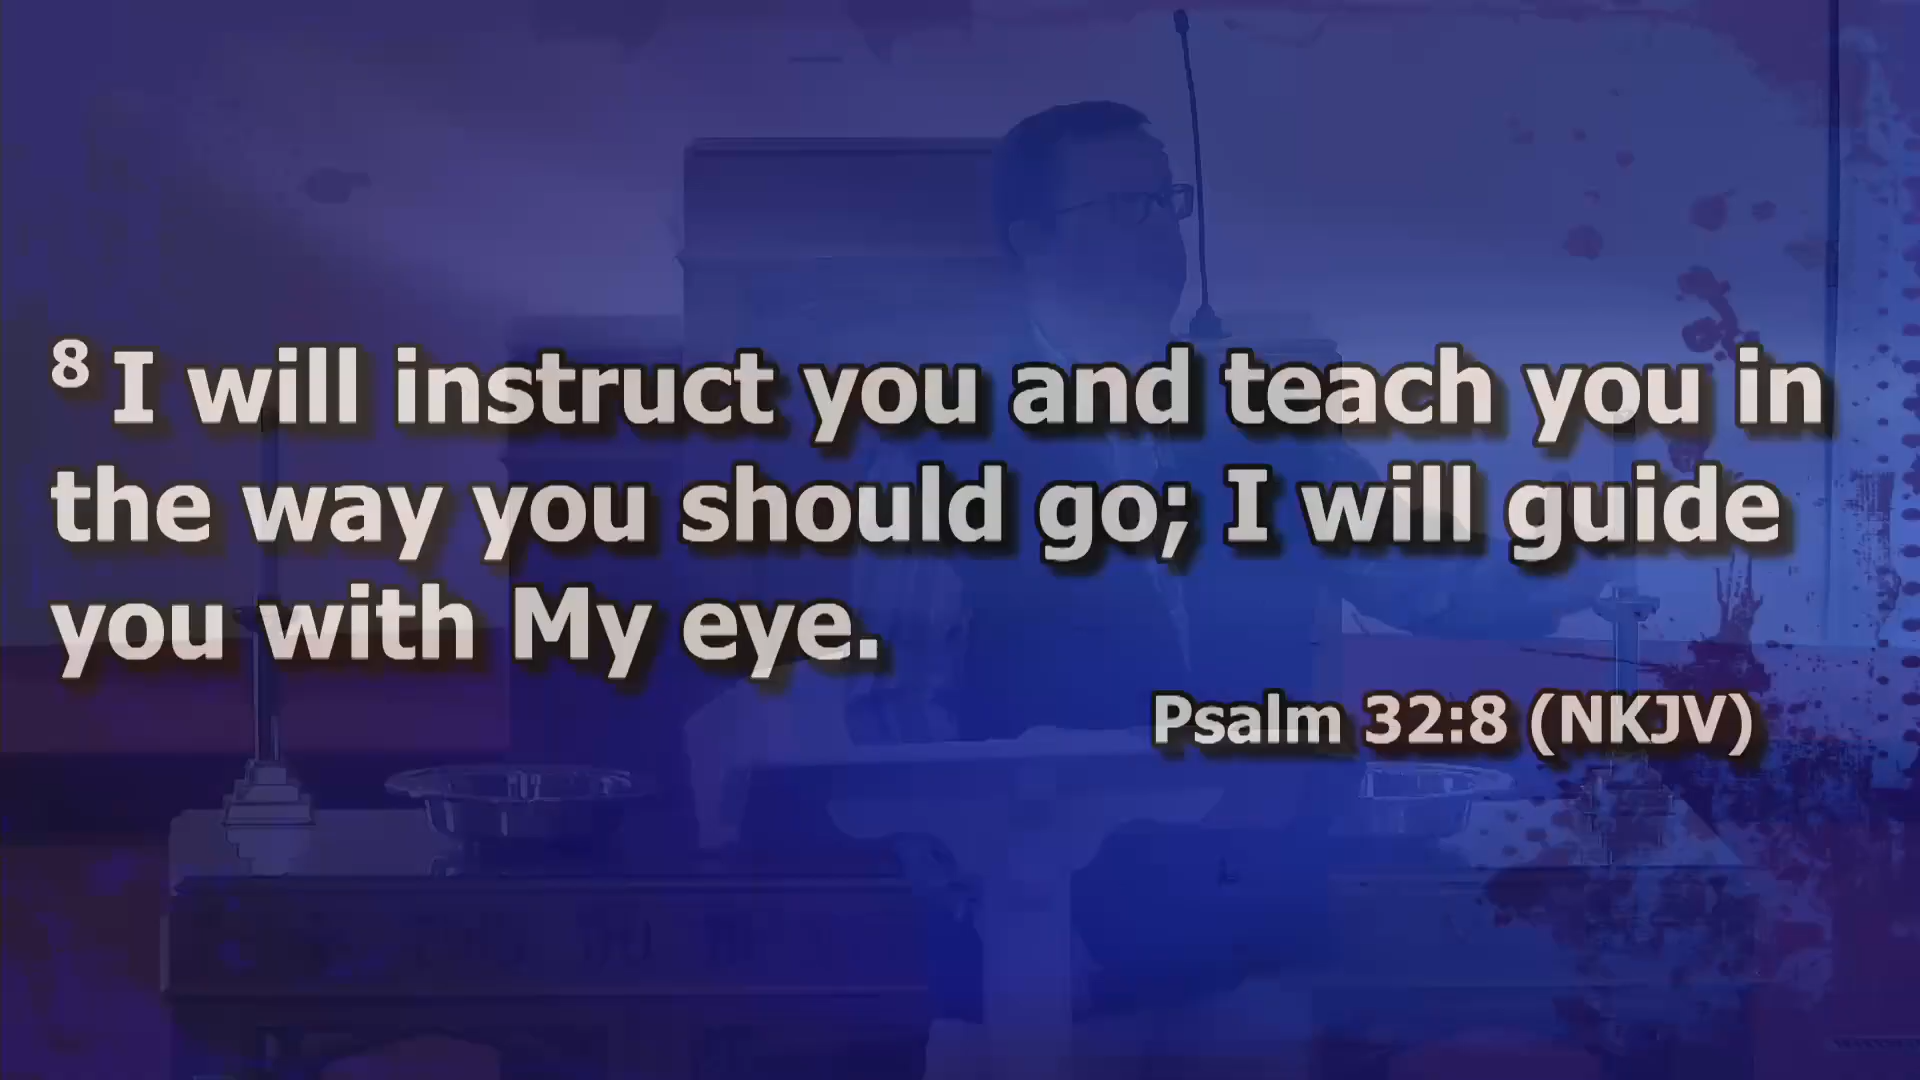 8 I will instruct you and teach you in
the way you should go; I will guide
you with My eye.
Psalm 32:8 (NKJV)